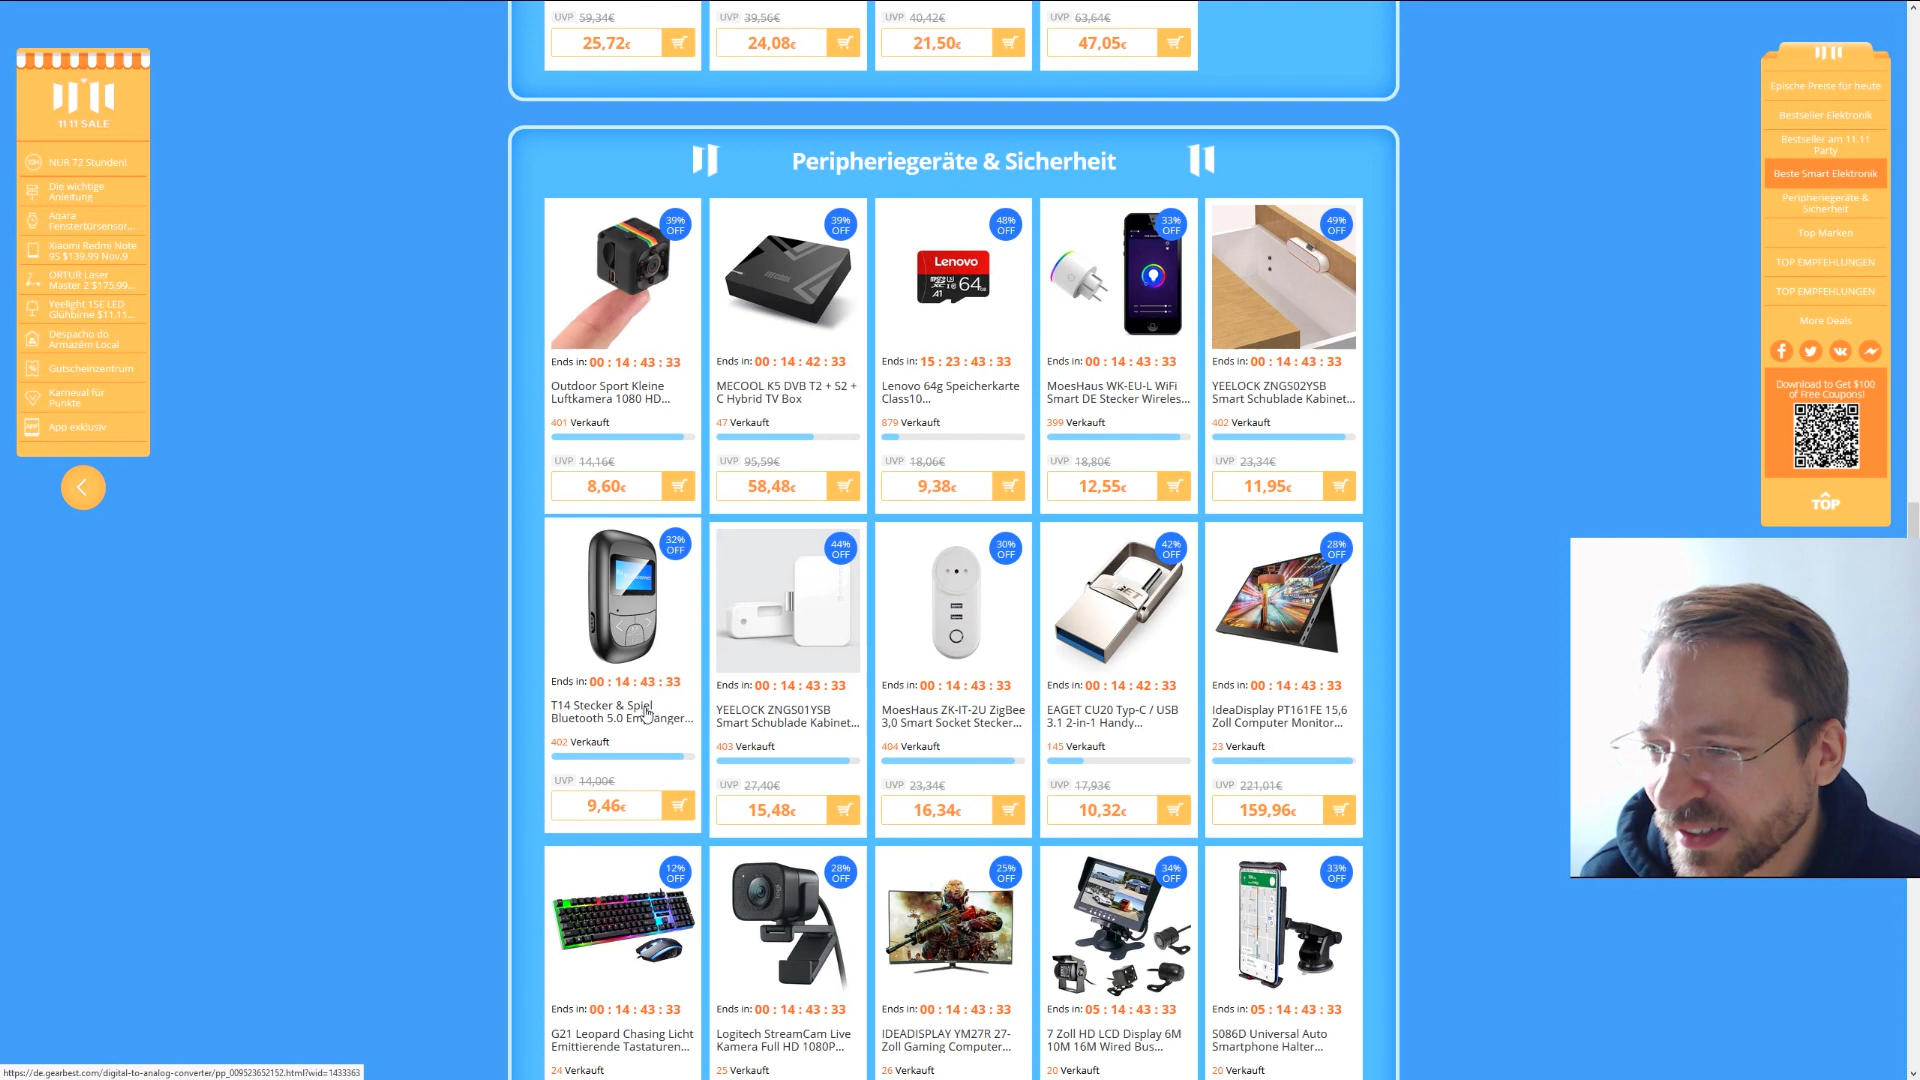 UVP 59,34€
25,72€
UVP 39,56€
24,08€
UVP 40,42€
21,50€
UVP 63,64€
47,05€
11 11 SALE
NUR 72 Stunden!
Die wichtige
Anleitung
Aqara
Fenstertürsensor...
Xiaomi Redmi Note
9S $139.99 Nov.9
ORTUR Laser
Master 2 $175,99...
Yeelight 1SE LED
Glühbirne $11,11...
Despacho do
Armazém Local
Gutscheinzentrum
Karneval für
Punkte
App exklusiv
Peripheriegeräte & Sicherheit
39%
OFF
Ends in: 00 : 14 : 43 : 33
Outdoor Sport Kleine
Luftkamera 1080 HD...
401 Verkauft
UVP 14,16€
8,60€
39%
OFF
Ends in: 00 : 14 : 42 : 33
MECOOL K5 DVB T2 + S2 +
C Hybrid TV Box
47 Verkauft
UVP 95,59€
58,48€
48%
OFF
Lenovo
64
A1
Ends in: 15 : 23 : 43 : 33
Lenovo 64g Speicherkarte
Class10...
879 Verkauft
UVP 18,06€
9,38€
33%
OFF
Ends in: 00 : 14 : 43 : 33
MoesHaus WK-EU-L WiFi
Smart DE Stecker Wireles...
399 Verkauft
UVP 18,80€
12,55€
49%
OFF
Ends in: 00 : 14 : 43 : 33
YEELOCK ZNGS02YSB
Smart Schublade Kabinet...
402 Verkauft
UVP 23,34€
11,95€
32%
OFF
Ends in: 00 : 14 : 43 : 33
T14 Stecker & Spiel
Bluetooth 5.0 Empfänger...
402 Verkauft
UVP 14,00€
9,46€
44%
OFF
Ends in: 00 : 14 : 43 : 33
YEELOCK ZNGS01YSB
Smart Schublade Kabinet...
403 Verkauft
UVP 27,40€
15,48€
30%
OFF
Ends in: 00 : 14 : 43 : 33
MoesHaus ZK-IT-2U ZigBee
3,0 Smart Socket Stecker...
404 Verkauft
UVP 23,34€
16,34€
42%
OFF
Ends in: 00 : 14 : 42 : 33
EAGET CU20 Typ-C / USB
3.1 2-in-1 Handy...
145 Verkauft
UVP 17,93€
10,32€
28%
OFF
Ends in: 00 : 14 : 43 : 33
IdeaDisplay PT161FE 15,6
Zoll Computer Monitor...
23 Verkauft
UVP 221,01€
159,96€
12%
OFF
Ends in: 00 : 14 : 43 : 33
G21 Leopard Chasing Licht
Emittierende Tastaturen...
24 Verkauft
28%
OFF
Ends in: 00 : 14 : 43 : 33
Logitech StreamCam Live
Kamera Full HD 1080P...
25 Verkauft
25%
OFF
Ends in: 00 : 14 : 43 : 33
IDEADISPLAY YM27R 27-
Zoll Gaming Computer...
26 Verkauft
34%
OFF
Ends in: 05 : 14 : 43 : 33
7 Zoll HD LCD Display 6M
10M 16M Wired Bus...
20 Verkauft
33%
OFF
Ends in: 05 : 14 : 43 : 33
S086D Universal Auto
Smartphone Halter...
20 Verkauft
Epische Preise für heute
Bestseller Elektronik
Bestseller am 11.11
Party
Beste Smart Elektronik
Peripheriegeräte &
Sicherheit
Top Marken
TOP EMPFEHLUNGEN
TOP EMPFEHLUNGEN
More Deals
Download to Get $100
of Free Coupons!
TOP
https://de.gearbest.com/digital-to-analog-converter/pp_009523652152.html?wid=1433363